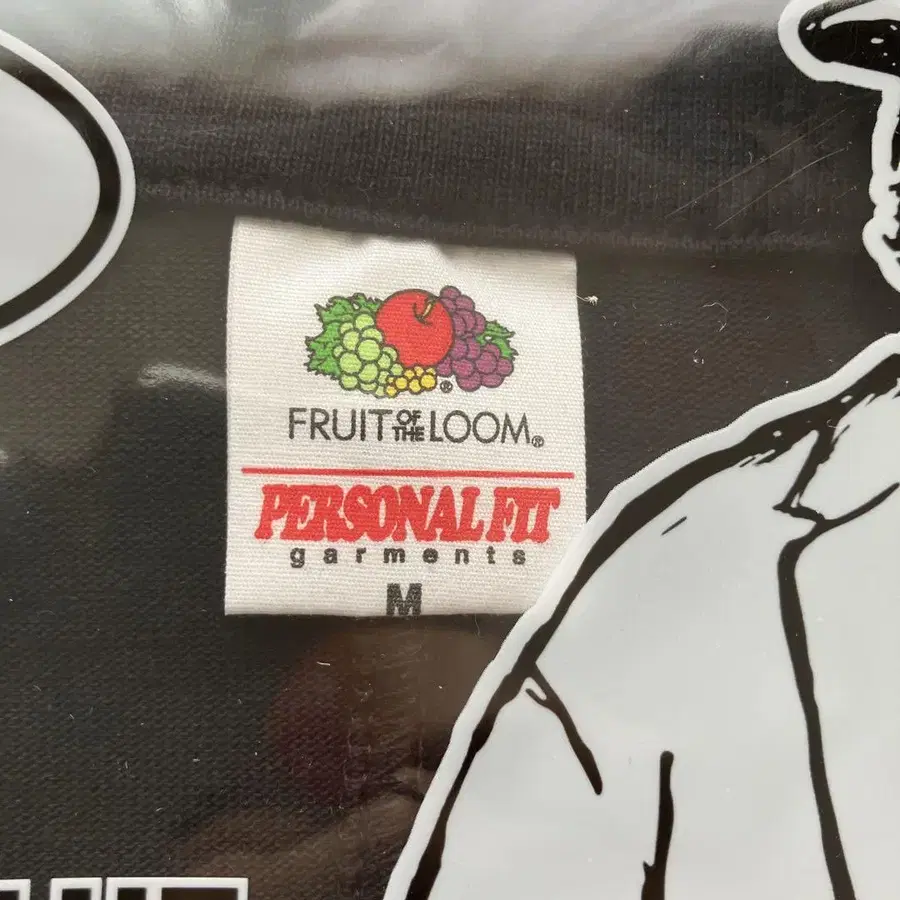 FRUIT OF THE LOOM®
PERSONAL FIT
garments
M